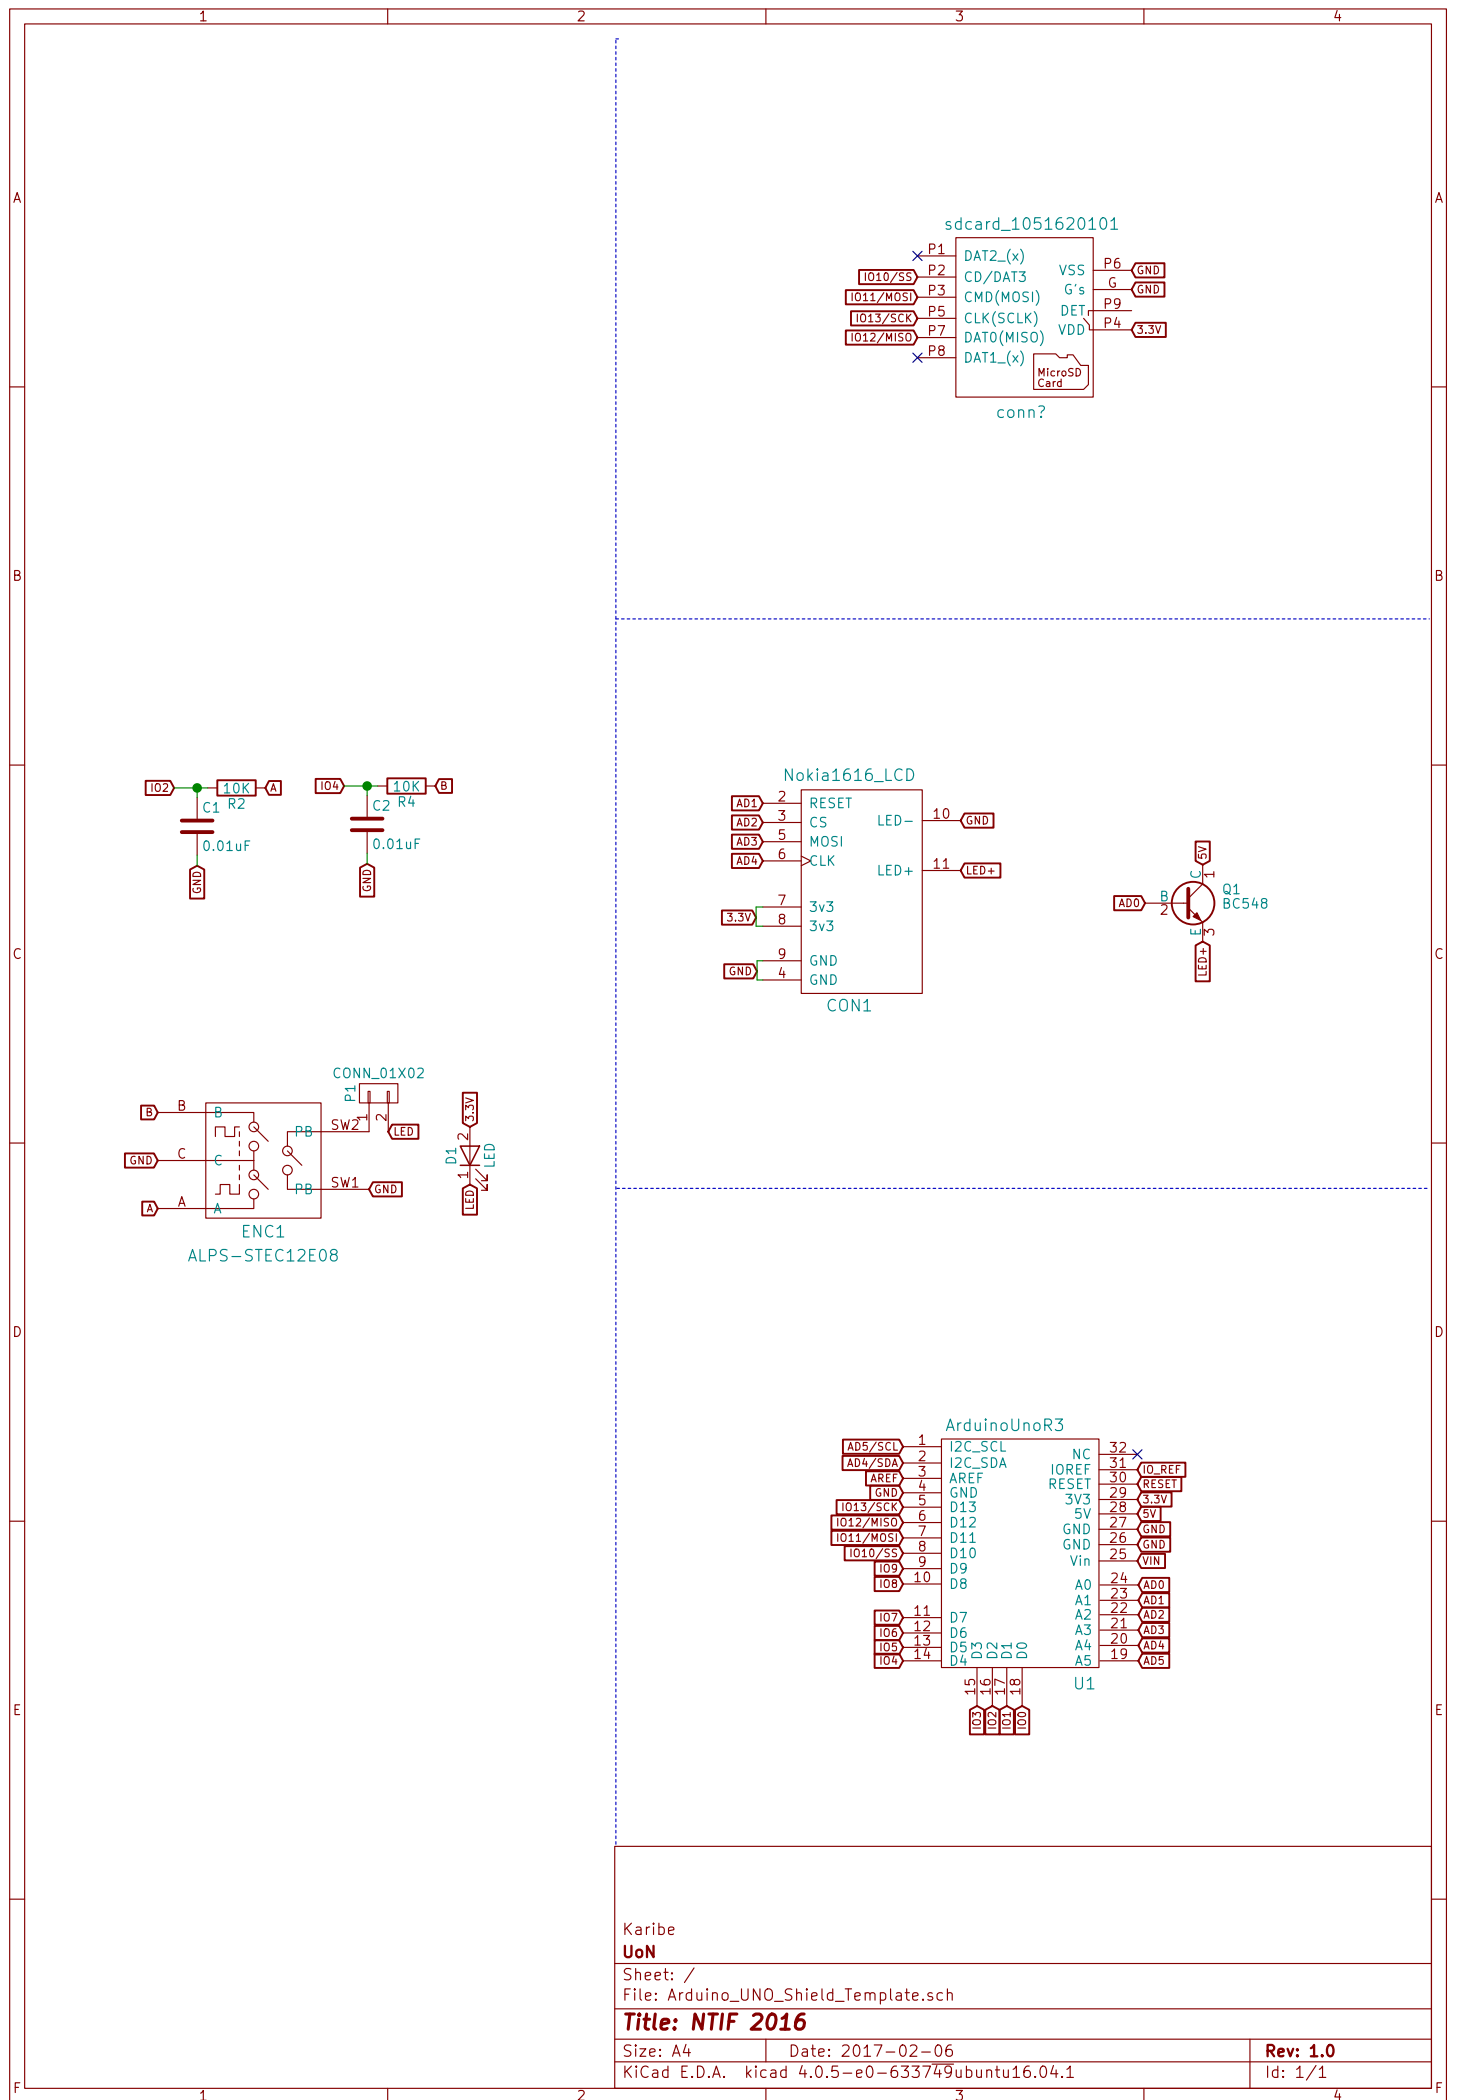 1 2 3 4
A A
B B
C C
D D
E E
F F
1 2 3 4
sdcard_1051620101
P1 DAT2_(x)
IO10/SS P2 CD/DAT3
IO11/MOSI P3 CMD(MOSI)
IO13/SCK P5 CLK(SCLK)
IO12/MISO P7 DAT0(MISO)
P8 DAT1_(x)
VSS P6 GND
G's G GND
DET P9
VDD P4 3.3V
MicroSD
Card
conn?
IO2 10K A
R2
C1
0.01uF
GND
IO4 10K B
R4
C2
0.01uF
GND
Nokia1616_LCD
AD1 2 RESET
AD2 3 CS
AD3 5 MOSI
AD4 6 CLK
3.3V 7 3v3
8 3v3
GND 9 GND
4 GND
LED- 10 GND
LED+ 11 LED+
CON1
5V
C 1
AD0 B 2
Q1
BC548
E 3
LED+
CONN_01X02
P1
1 2
B B B
GND C C
A A A
PB SW2 LED
PB SW1 GND
ENC1
ALPS-STEC12E08
3.3V
2
D1 LED
1
LED
ArduinoUnoR3
AD5/SCL 1 I2C_SCL
AD4/SDA 2 I2C_SDA
AREF 3 AREF
GND 4 GND
IO13/SCK 5 D13
IO12/MISO 6 D12
IO11/MOSI 7 D11
IO10/SS 8 D10
IO9 9 D9
IO8 10 D8
IO7 11 D7
IO6 12 D6
IO5 13 D5
IO4 14 D4
NC 32
IOREF 31 IO_REF
RESET 30 RESET
3V3 29 3.3V
5V 28 5V
GND 27 GND
GND 26 GND
Vin 25 VIN
A0 24 AD0
A1 23 AD1
A2 22 AD2
A3 21 AD3
A4 20 AD4
A5 19 AD5
D3 D2 D1 D0
15 16 17 18
IO3 IO2 IO1 IO0
U1
Karibe
UoN
Sheet: /
File: Arduino_UNO_Shield_Template.sch
Title: NTIF 2016
Size: A4 Date: 2017-02-06 Rev: 1.0
KiCad E.D.A. kicad 4.0.5-e0-633749ubuntu16.04.1 Id: 1/1